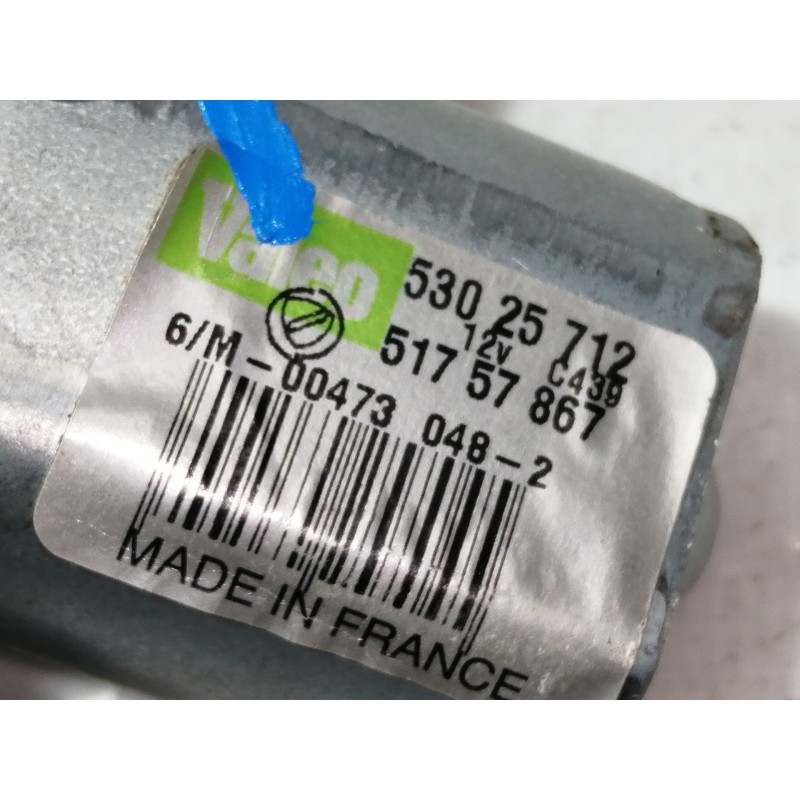 Valeo
530 25 712
12V C439
517 57 867
6/M-00473 048-2
MADE IN FRANCE